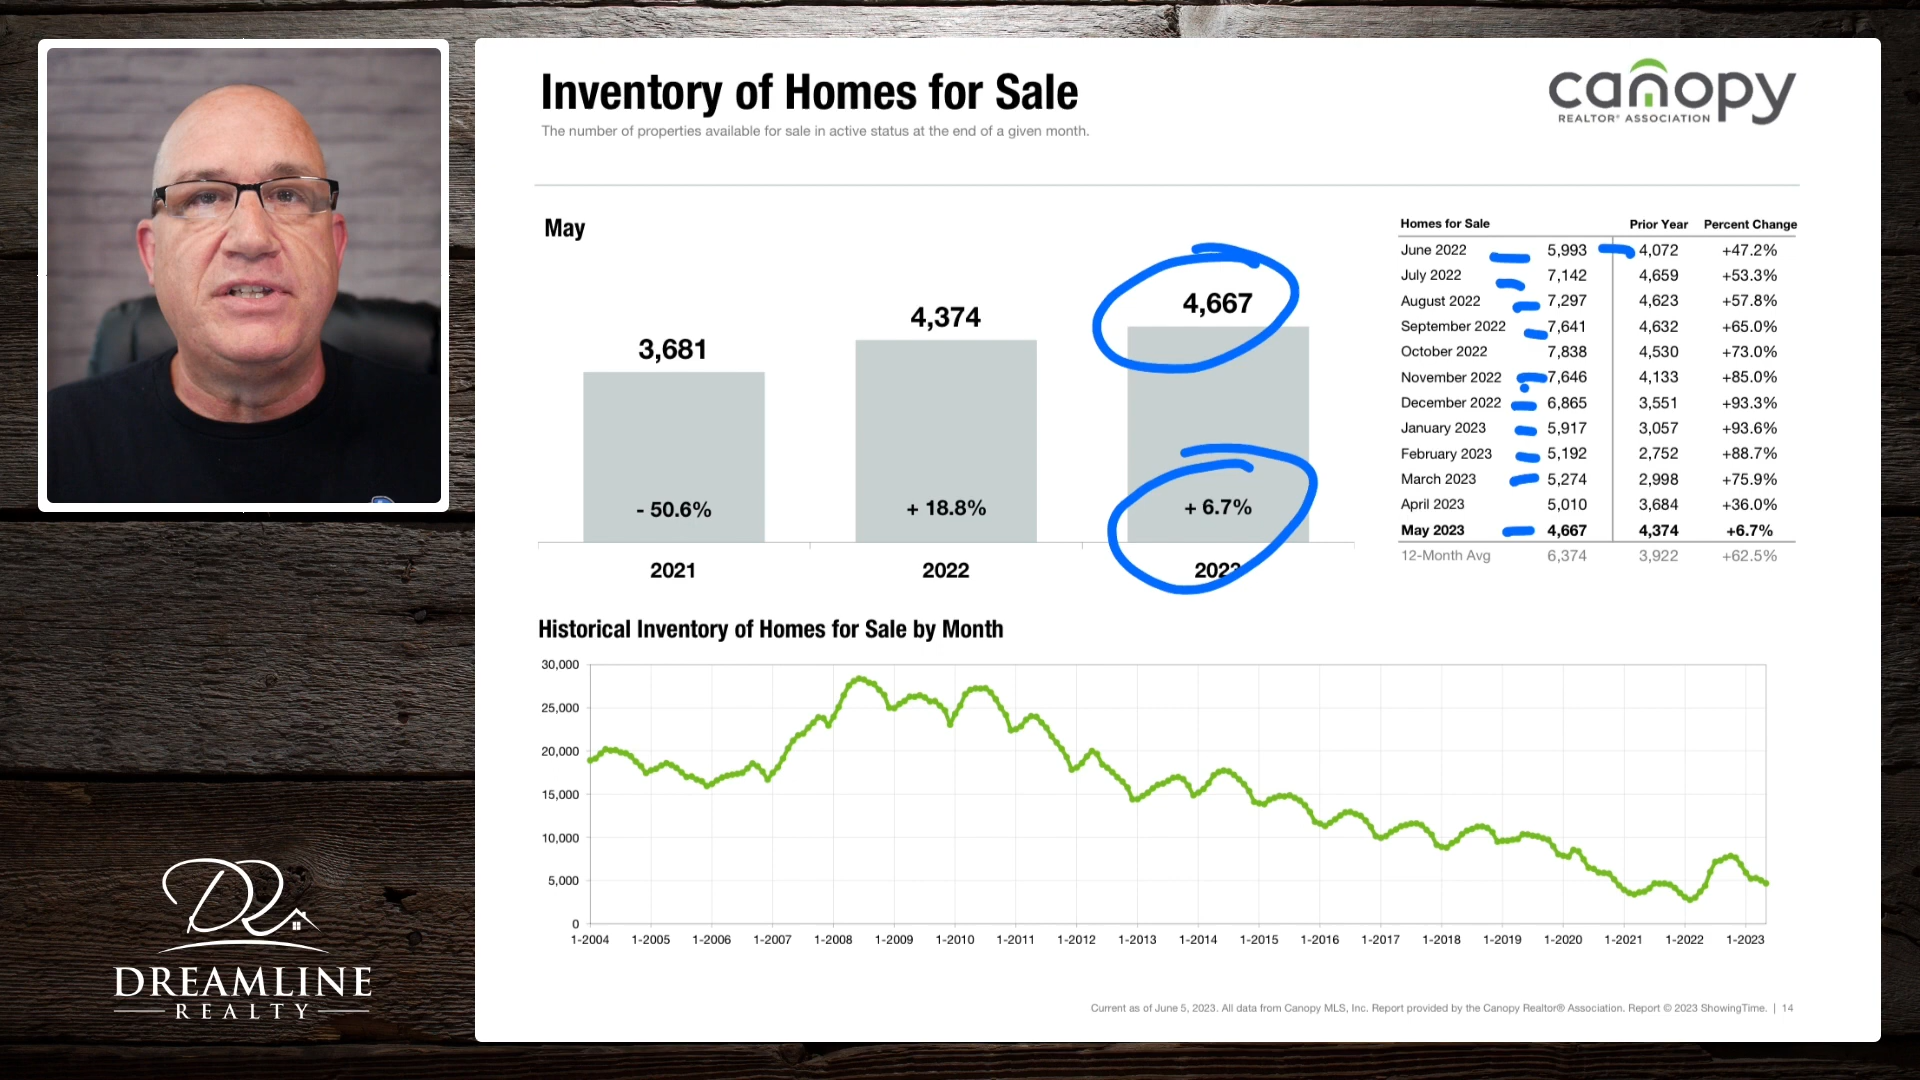 Inventory of Homes for Sale
The number of properties available for sale in active status at the end of a given month.
canopy
REALTOR® ASSOCIATION
May
3,681
4,374
4,667
- 50.6%
+ 18.8%
+ 6.7%
2021
2022
2023
Homes for Sale Prior Year Percent Change
June 2022 5,993 4,072 +47.2%
July 2022 7,142 4,659 +53.3%
August 2022 7,297 4,623 +57.8%
September 2022 7,641 4,632 +65.0%
October 2022 7,838 4,530 +73.0%
November 2022 7,646 4,133 +85.0%
December 2022 6,865 3,551 +93.3%
January 2023 5,917 3,057 +93.6%
February 2023 5,192 2,752 +88.7%
March 2023 5,274 2,998 +75.9%
April 2023 5,010 3,684 +36.0%
May 2023 4,667 4,374 +6.7%
12-Month Avg 6,374 3,922 +62.5%
Historical Inventory of Homes for Sale by Month
30,000
25,000
20,000
15,000
10,000
5,000
0
1-2004 1-2005 1-2006 1-2007 1-2008 1-2009 1-2010 1-2011 1-2012 1-2013 1-2014 1-2015 1-2016 1-2017 1-2018 1-2019 1-2020 1-2021 1-2022 1-2023
Current as of June 5, 2023. All data from Canopy MLS, Inc. Report provided by the Canopy Realtor® Association. Report © 2023 ShowingTime. | 14
DR
DREAMLINE
REALTY